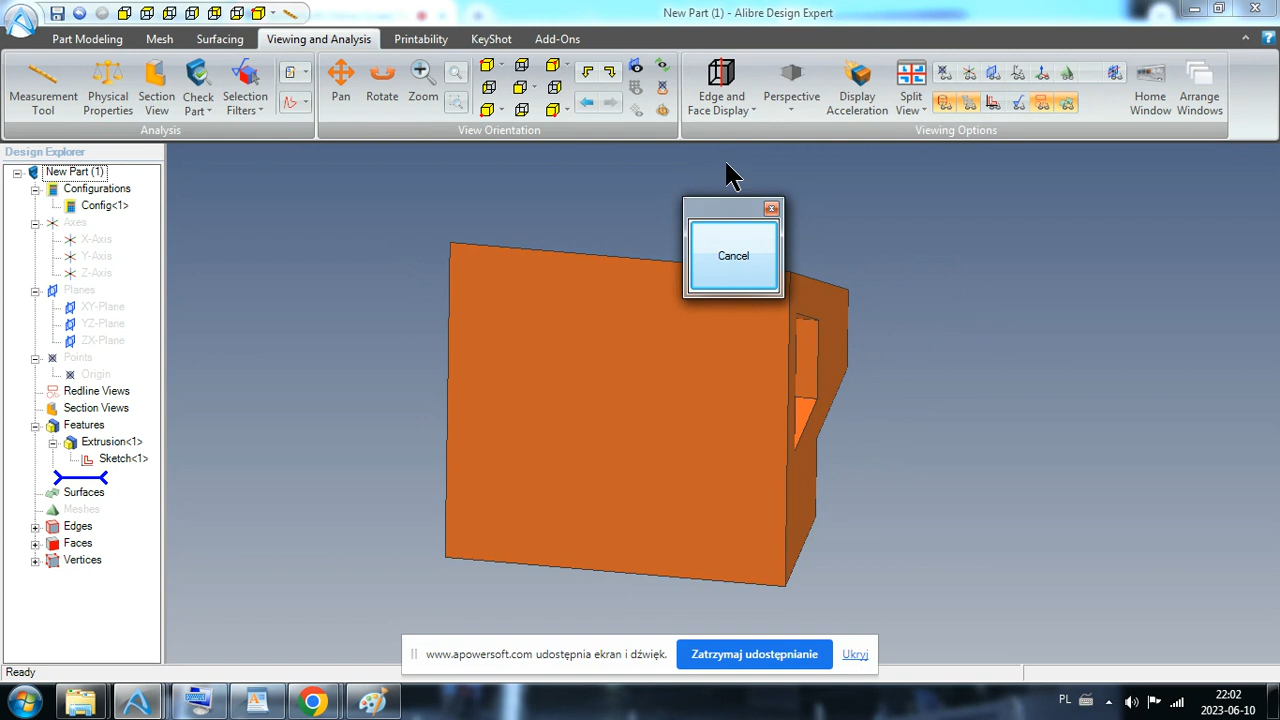 New Part (1) - Alibre Design Expert
Part Modeling
Mesh
Surfacing
Viewing and Analysis
Printability
KeyShot
Add-Ons
Measurement Tool
Physical Properties
Section View
Check Part
Selection Filters
Analysis
Pan
Rotate
Zoom
View Orientation
Edge and Face Display
Perspective
Display Acceleration
Split View
Viewing Options
Home Window
Arrange Windows
Design Explorer
New Part (1)
Configurations
Config<1>
Axes
X-Axis
Y-Axis
Z-Axis
Planes
XY-Plane
YZ-Plane
ZX-Plane
Points
Origin
Redline Views
Section Views
Features
Extrusion<1>
Sketch<1>
Surfaces
Meshes
Edges
Faces
Vertices
Cancel
www.apowersoft.com udostępnia ekran i dźwięk.
Zatrzymaj udostępnianie
Ukryj
Ready
PL
22:02
2023-06-10